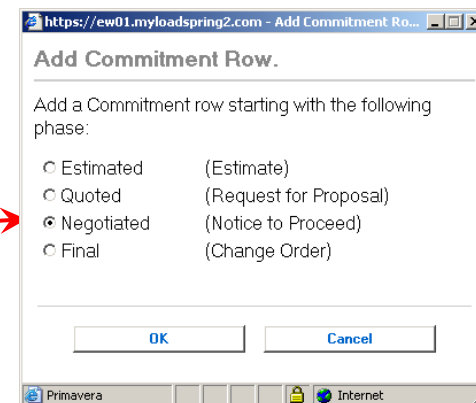 https://ew01.myloadspring2.com - Add Commitment Ro...
Add Commitment Row.
Add a Commitment row starting with the following
phase:
Estimated (Estimate)
Quoted (Request for Proposal)
Negotiated (Notice to Proceed)
Final (Change Order)
OK Cancel
Primavera Internet